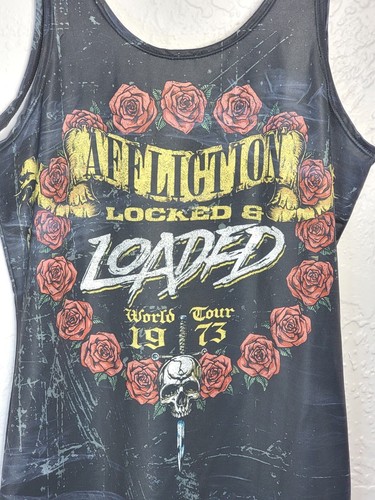 AFFLICTION
LOCKED &
LOADED
World Tour
19 73